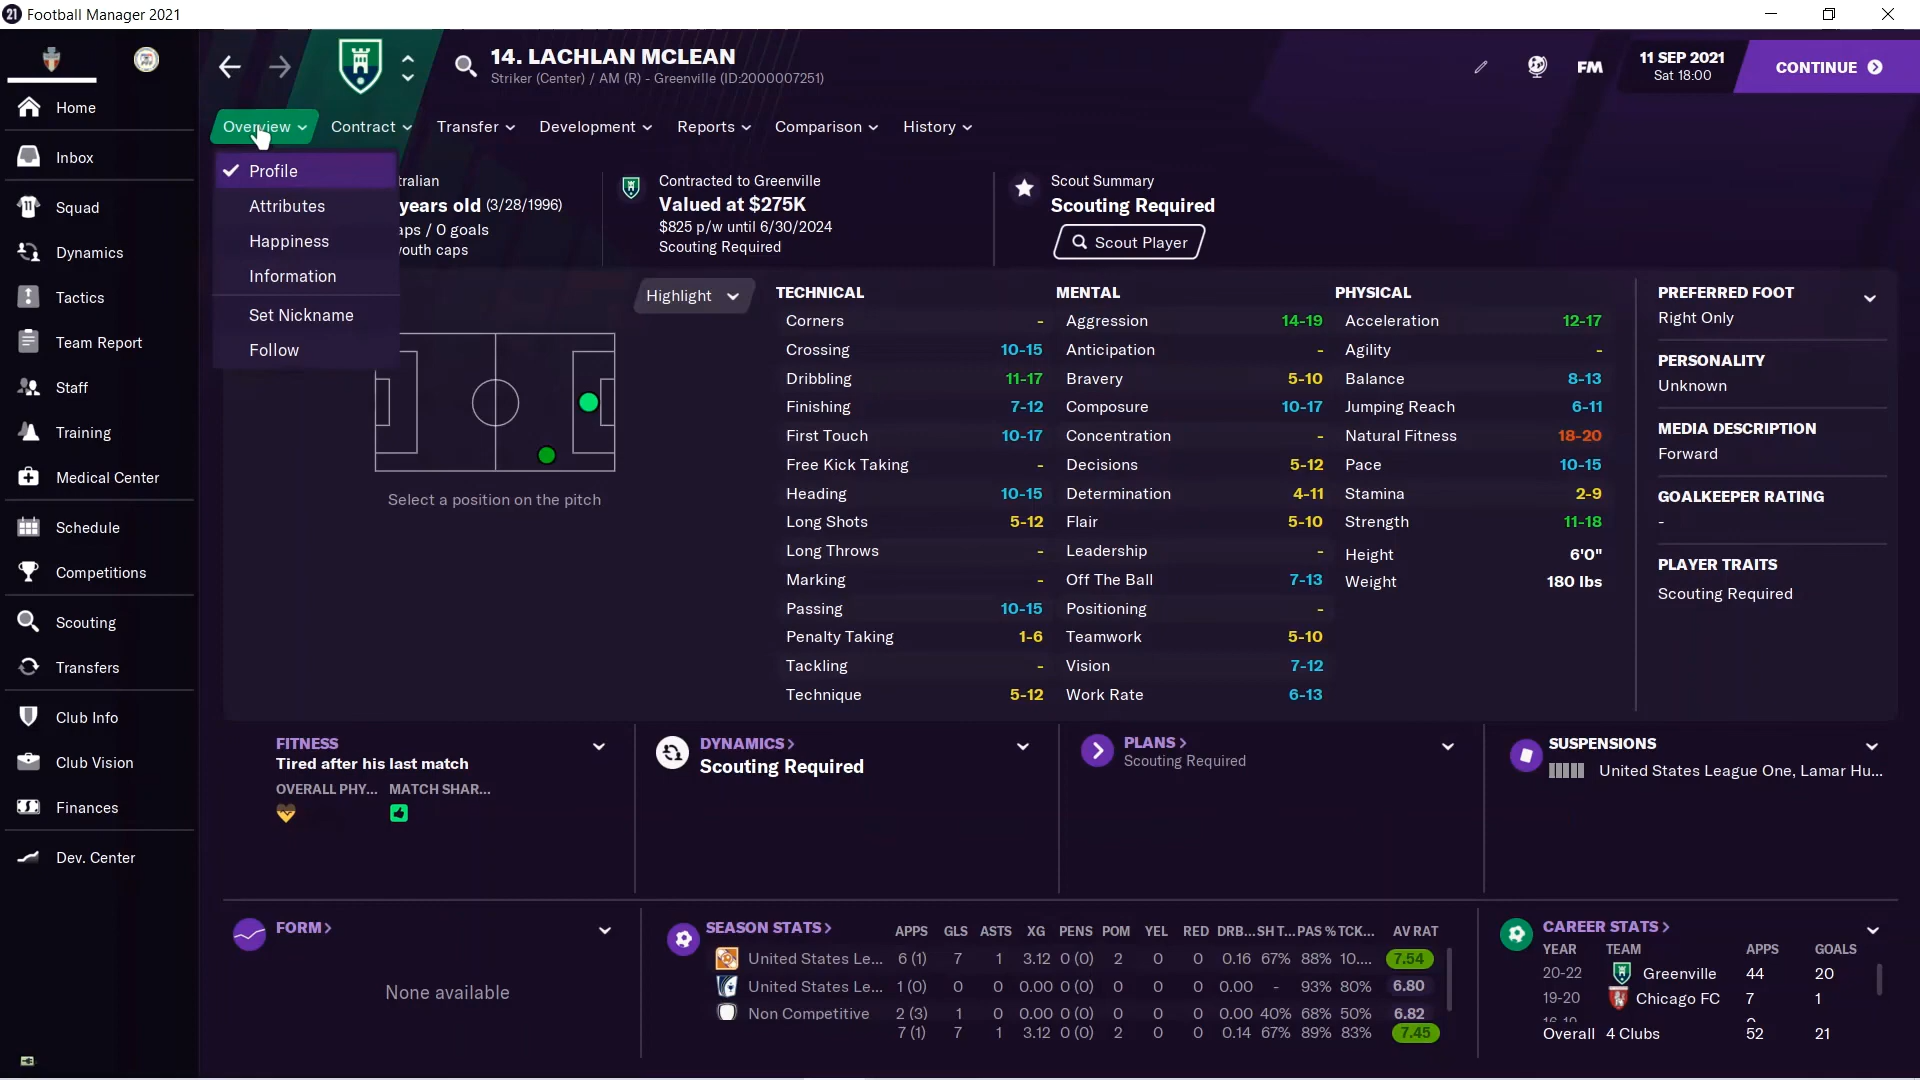 Football Manager 2021
14. LACHLAN MCLEAN
Striker (Center) / AM (R) - Greenville (ID:2000007251)
FM
11 SEP 2021
Sat 18:00
CONTINUE
Home
Inbox
Squad
Dynamics
Tactics
Team Report
Staff
Training
Medical Center
Schedule
Competitions
Scouting
Transfers
Club Info
Club Vision
Finances
Dev. Center
Overview Contract Transfer Development Reports Comparison History
Profile
Attributes
Happiness
Information
Set Nickname
Follow
tralian
years old (3/28/1996)
aps / 0 goals
youth caps
Contracted to Greenville
Valued at $275K
$825 p/w until 6/30/2024
Scouting Required
Scout Summary
Scouting Required
Scout Player
Highlight
Select a position on the pitch
TECHNICAL
Corners -
Crossing 10-15
Dribbling 11-17
Finishing 7-12
First Touch 10-17
Free Kick Taking -
Heading 10-15
Long Shots 5-12
Long Throws -
Marking -
Passing 10-15
Penalty Taking 1-6
Tackling -
Technique 5-12
MENTAL
Aggression 14-19
Anticipation -
Bravery 5-10
Composure 10-17
Concentration -
Decisions 5-12
Determination 4-11
Flair 5-10
Leadership -
Off The Ball 7-13
Positioning -
Teamwork 5-10
Vision 7-12
Work Rate 6-13
PHYSICAL
Acceleration 12-17
Agility -
Balance 8-13
Jumping Reach 6-11
Natural Fitness 18-20
Pace 10-15
Stamina 2-9
Strength 11-18
Height 6'0"
Weight 180 lbs
PREFERRED FOOT
Right Only
PERSONALITY
Unknown
MEDIA DESCRIPTION
Forward
GOALKEEPER RATING
-
PLAYER TRAITS
Scouting Required
FITNESS
Tired after his last match
OVERALL PHY... MATCH SHAR...
DYNAMICS>
Scouting Required
PLANS>
Scouting Required
SUSPENSIONS
United States League One, Lamar Hu...
FORM>
None available
SEASON STATS> APPS GLS ASTS XG PENS POM YEL RED DRB...SH T...PAS % TCK... AV RAT
United States Le... 6 (1) 7 1 3.12 0 (0) 2 0 0 0.16 67% 88% 10.... 7.54
United States Le... 1 (0) 0 0 0.00 0 (0) 0 0 0 0.00 - 93% 80% 6.80
Non Competitive 2 (3) 1 0 0.00 0 (0) 0 0 0 0.00 40% 68% 50% 6.82
7 (1) 7 1 3.12 0 (0) 2 0 0 0.14 67% 89% 83% 7.45
CAREER STATS>
YEAR TEAM APPS GOALS
20-22 Greenville 44 20
19-20 Chicago FC 7 1
Overall 4 Clubs 52 21